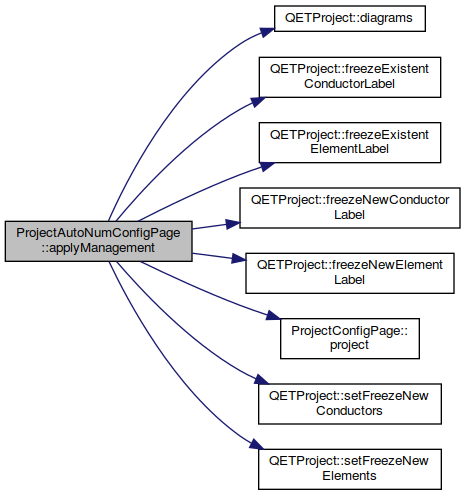 QETProject::diagrams
QETProject::freezeExistent
ConductorLabel
QETProject::freezeExistent
ElementLabel
QETProject::freezeNewConductor
Label
ProjectAutoNumConfigPage
::applyManagement
QETProject::freezeNewElement
Label
ProjectConfigPage::
project
QETProject::setFreezeNew
Conductors
QETProject::setFreezeNew
Elements